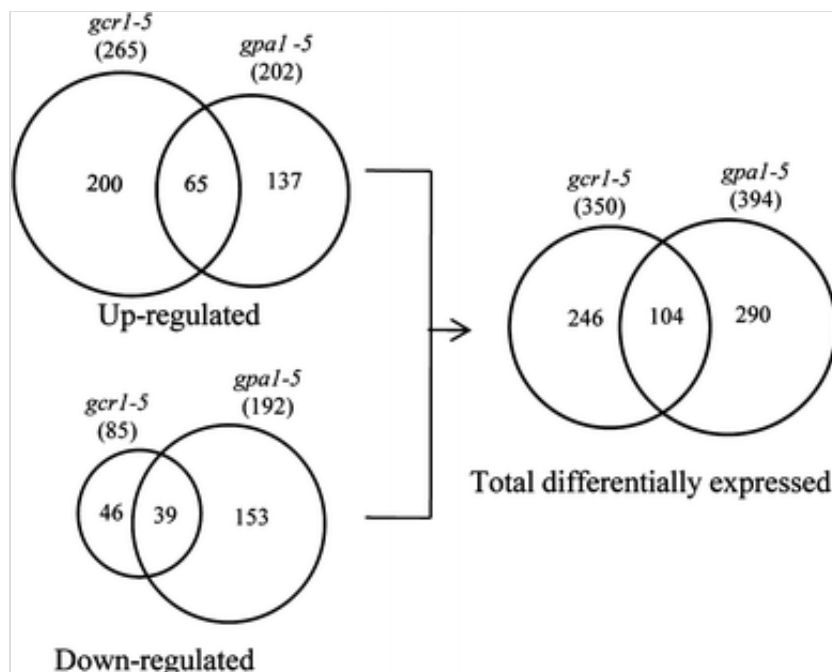 gcr1-5
(265)
gpa1-5
(202)
200
65
137
Up-regulated
gcr1-5
(85)
gpa1-5
(192)
46
39
153
Down-regulated
gcr1-5
(350)
gpa1-5
(394)
246
104
290
Total differentially expressed